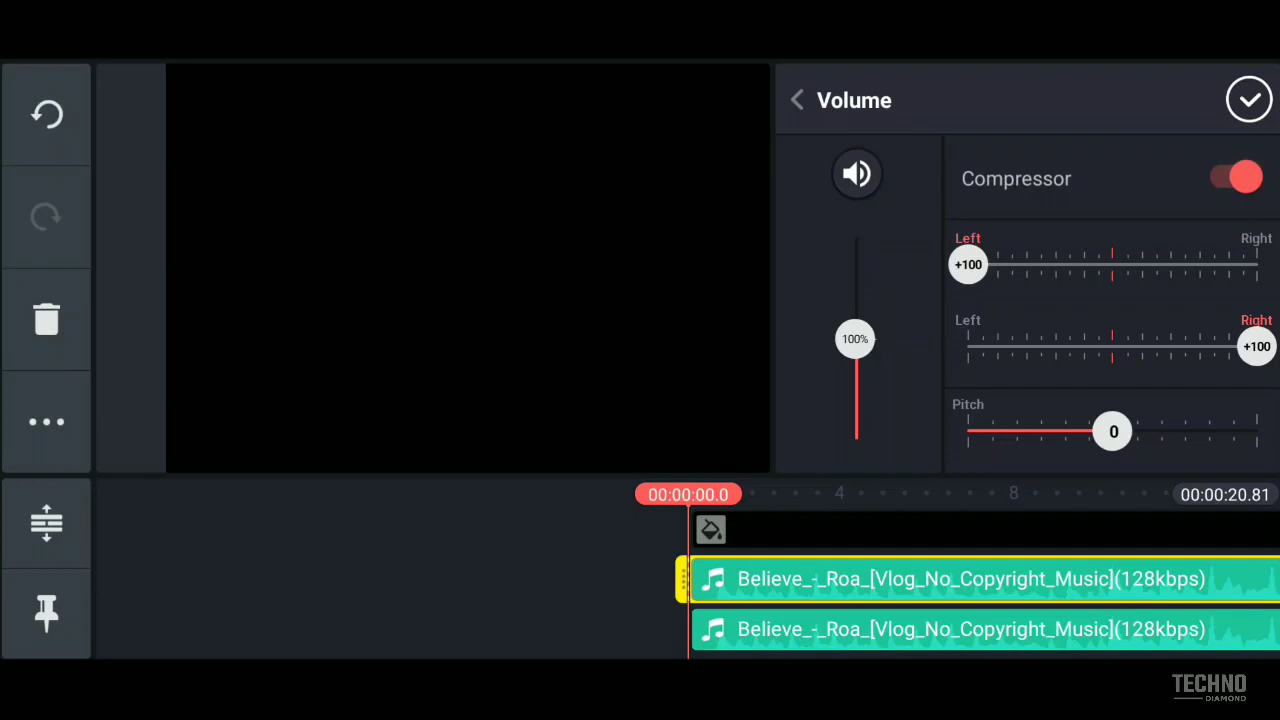 Volume
Compressor
Left Right
+100
100%
Left Right
+100
Pitch
0
00:00:00.0 4 8 00:00:20.81
Believe_-_Roa_[Vlog_No_Copyright_Music](128kbps)
Believe_-_Roa_[Vlog_No_Copyright_Music](128kbps)
TECHNO
DIAMOND